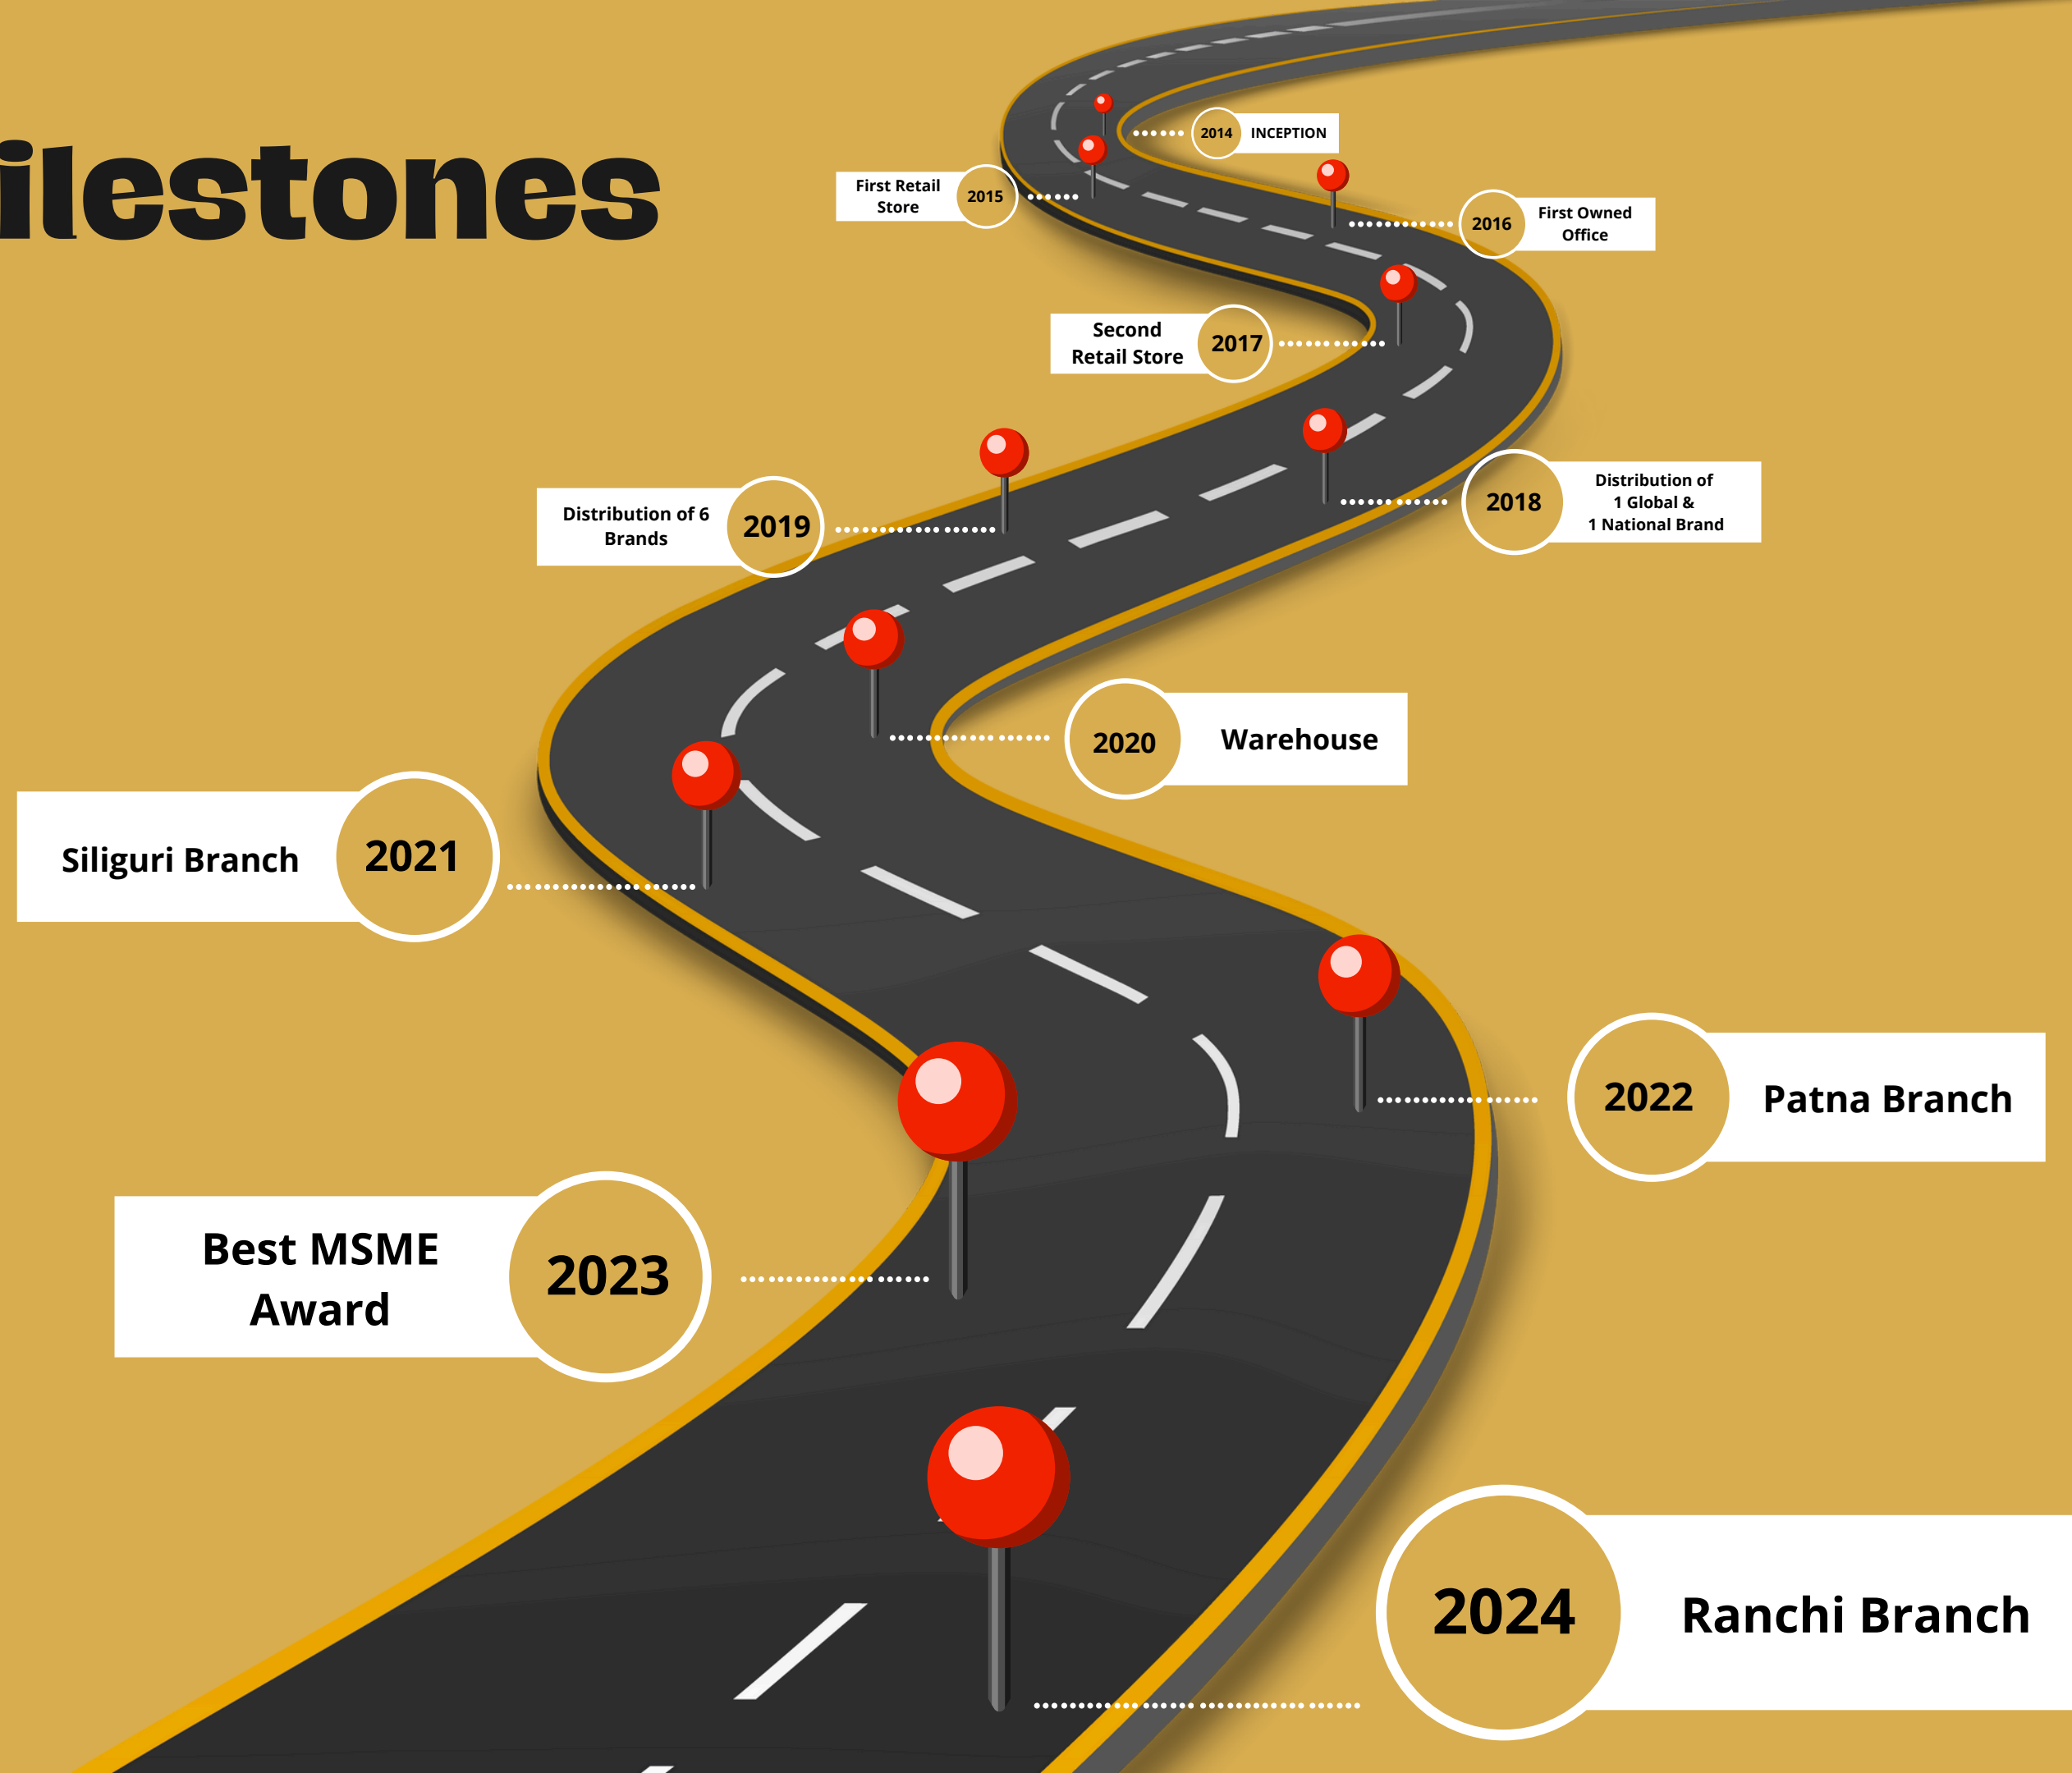 ilestones
2014 INCEPTION
First Retail
Store
2015
2016
First Owned
Office
Second
Retail Store
2017
2018
Distribution of
1 Global &
1 National Brand
Distribution of 6
Brands
2019
2020 Warehouse
Siliguri Branch 2021
2022 Patna Branch
Best MSME
Award
2023
2024 Ranchi Branch